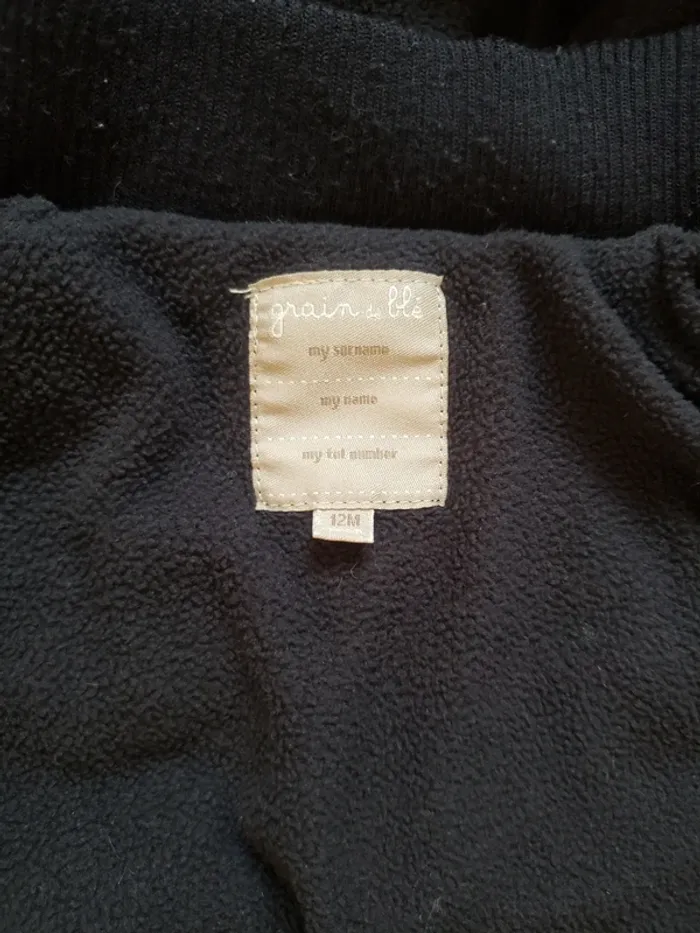 grain de blé
my surname
my name
my tel number
12M